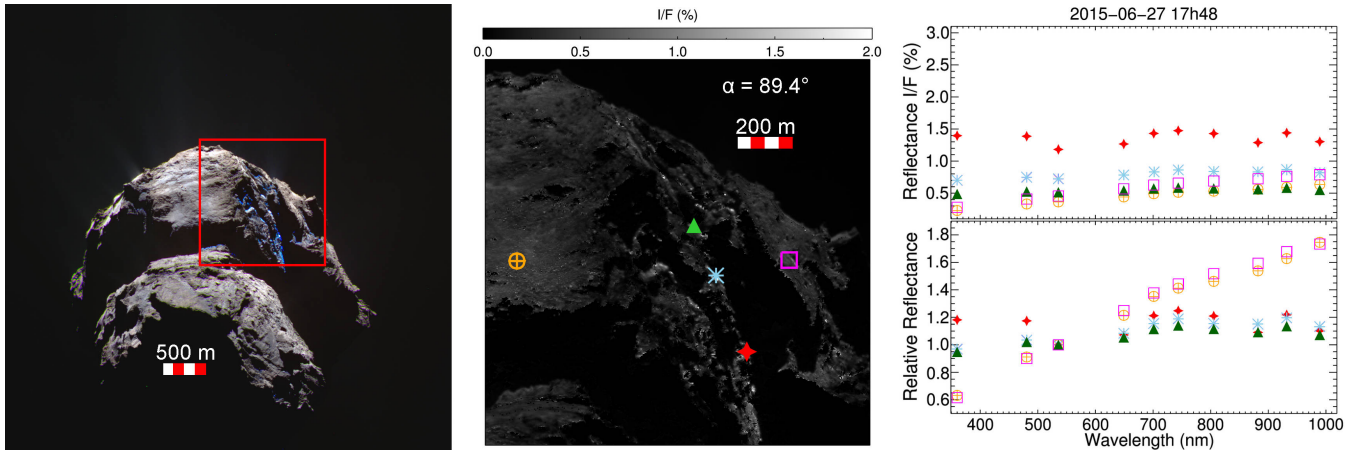 500 m
I/F (%)
0.0 0.5 1.0 1.5 2.0
α = 89.4°
200 m
2015-06-27 17h48
Reflectance I/F (%)
3.0
2.5
2.0
1.5
1.0
0.5
Relative Reflectance
1.8
1.6
1.4
1.2
1.0
0.8
0.6
400 500 600 700 800 900 1000
Wavelength (nm)